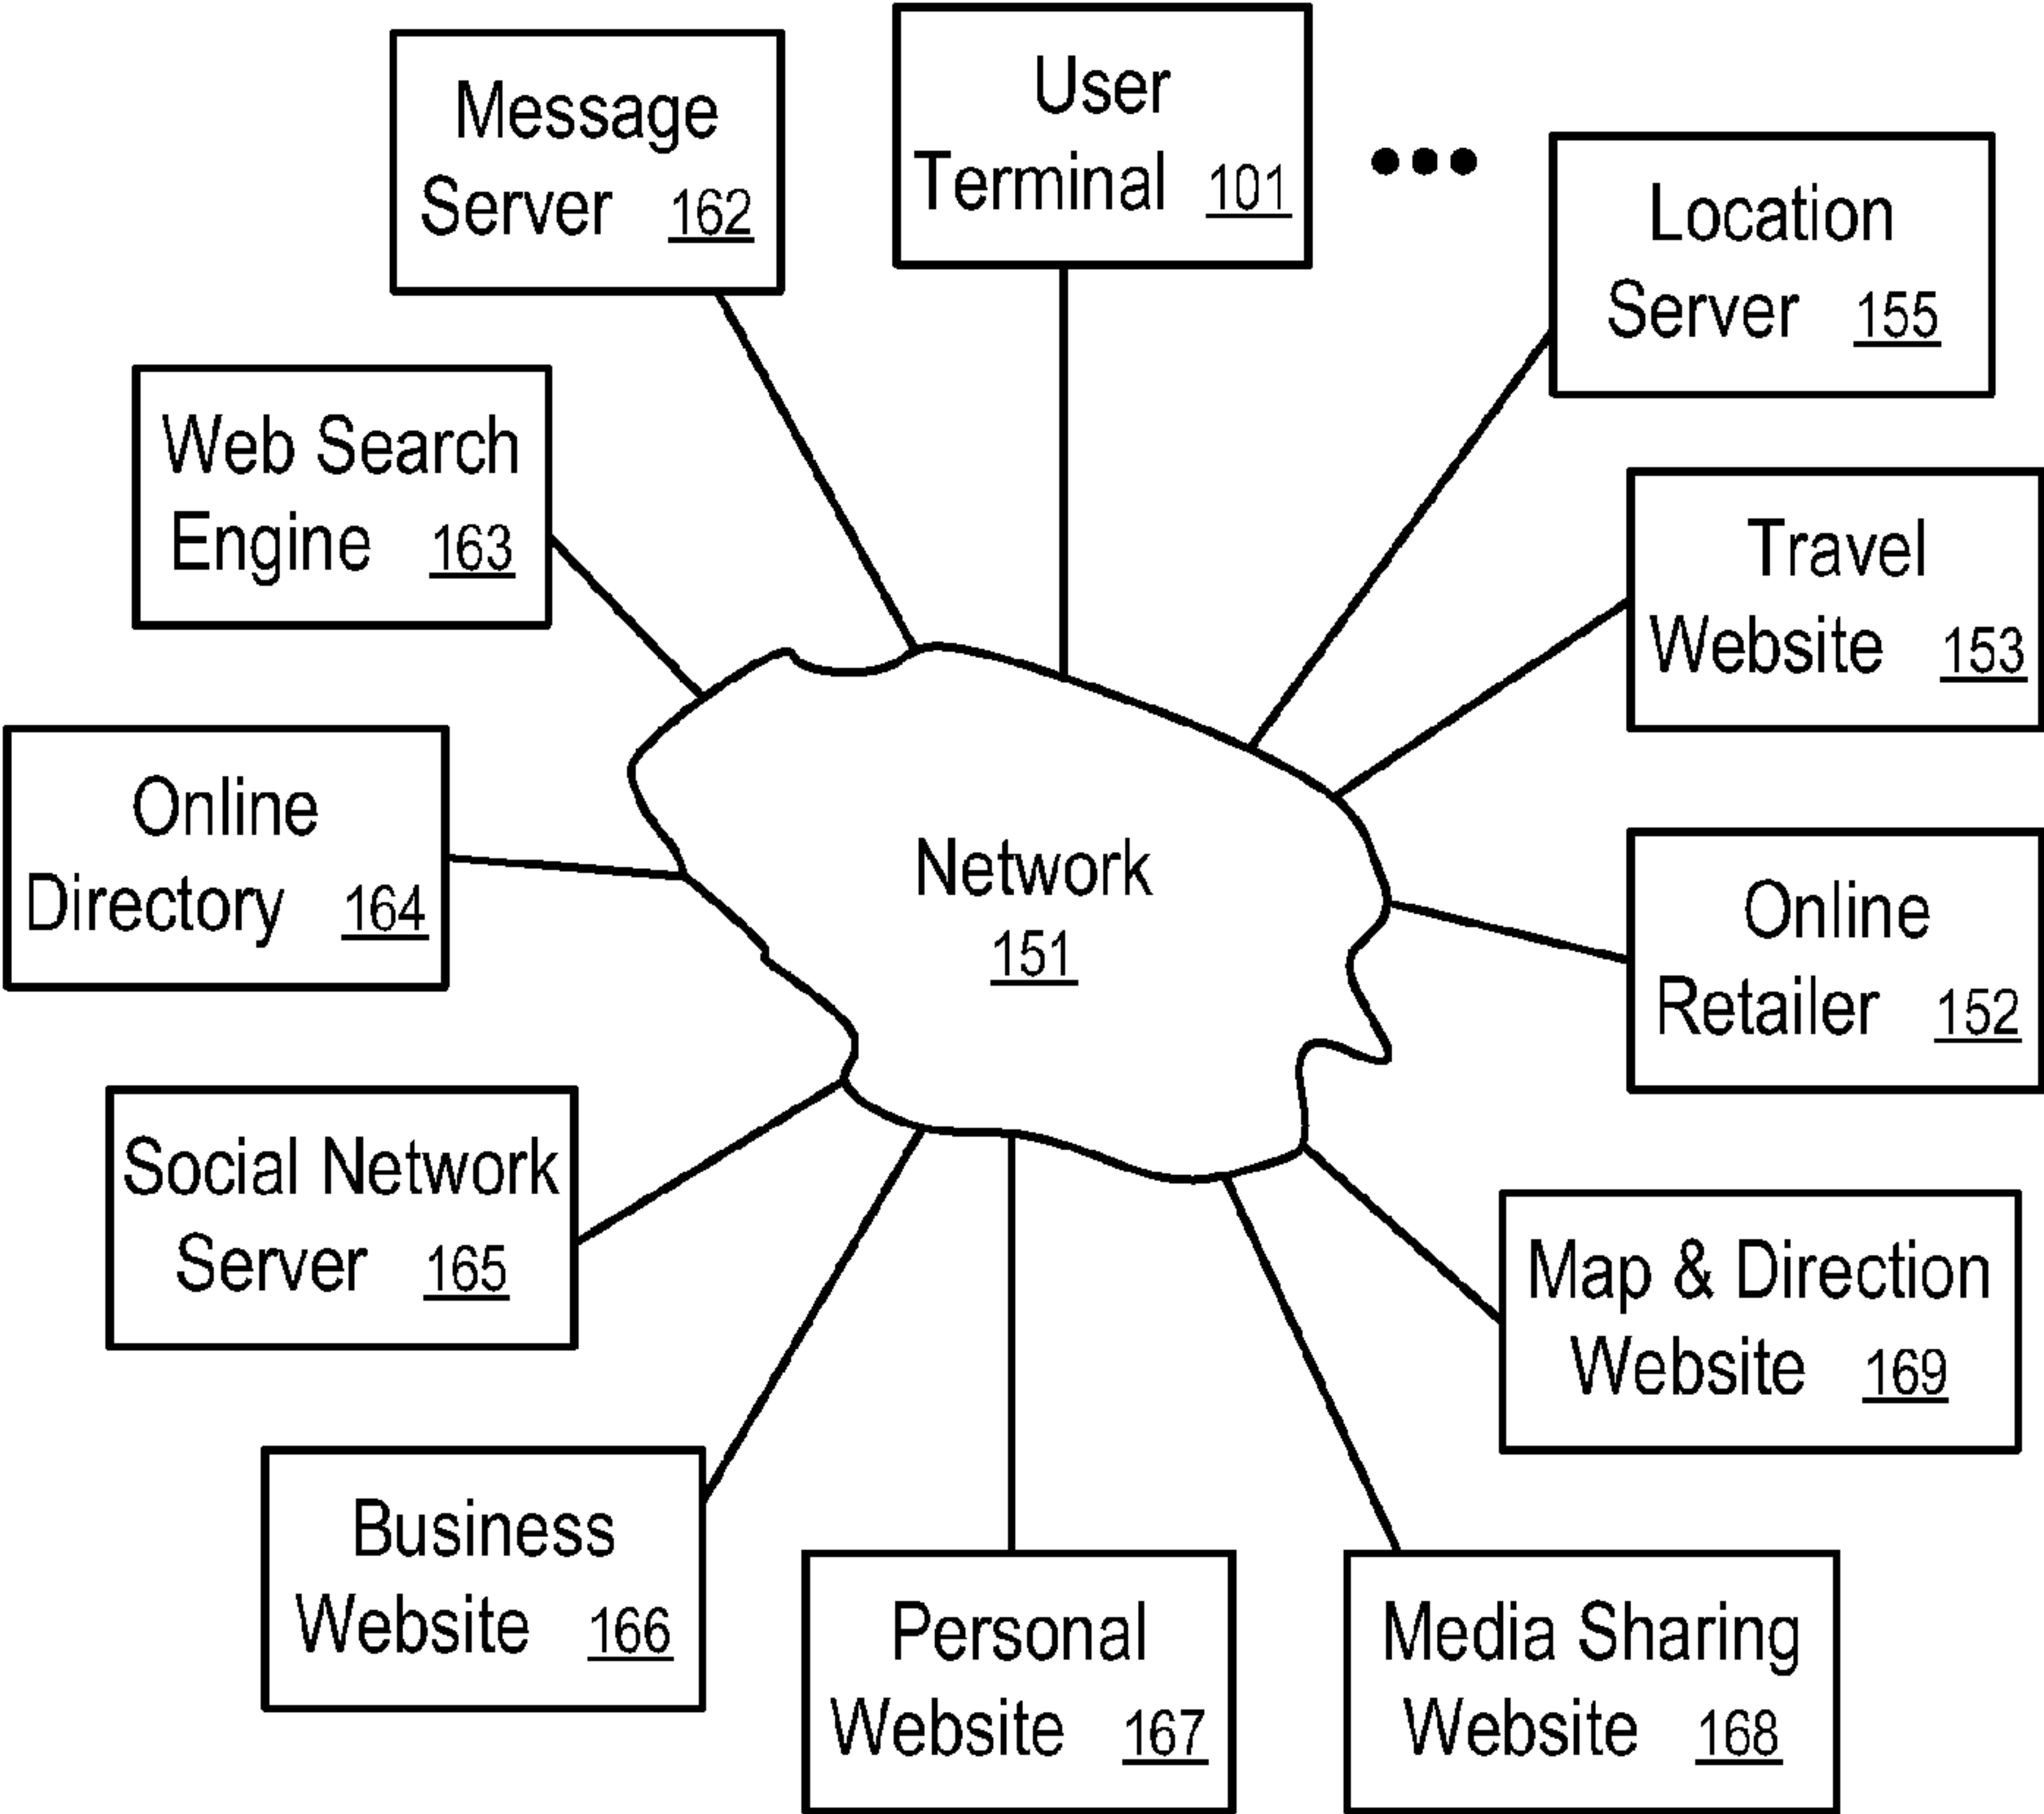 User
Terminal 101
Message
Server 162
Location
Server 155
Web Search
Engine 163
Travel
Website 153
Online
Directory 164
Network
151
Online
Retailer 152
Social Network
Server 165
Map & Direction
Website 169
Business
Website 166
Personal
Website 167
Media Sharing
Website 168